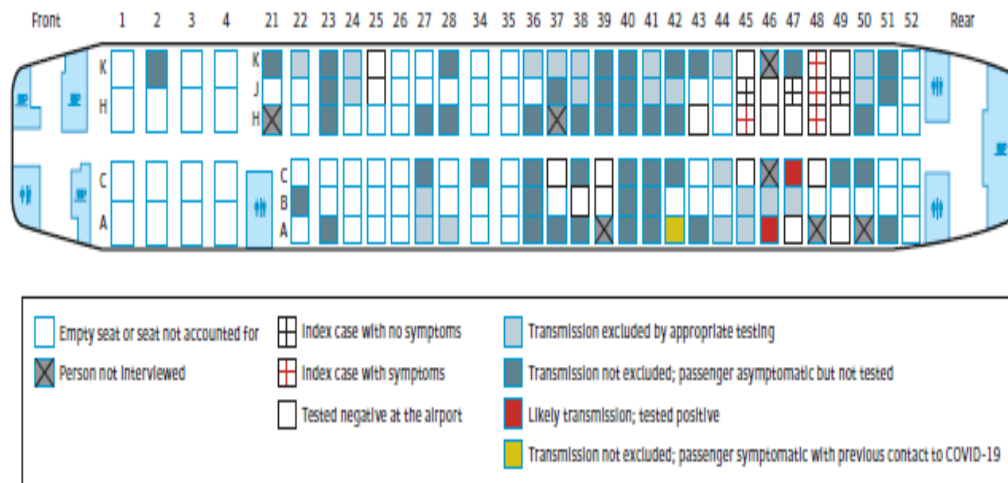 Front 1 2 3 4 21 22 23 24 25 26 27 28 34 35 36 37 38 39 40 41 42 43 44 45 46 47 48 49 50 51 52 Rear
K K
J
H H
C C
B
A A
Empty seat or seat not accounted for
Person not interviewed
Index case with no symptoms
Index case with symptoms
Tested negative at the airport
Transmission excluded by appropriate testing
Transmission not excluded; passenger asymptomatic but not tested
Likely transmission; tested positive
Transmission not excluded; passenger symptomatic with previous contact to COVID-19